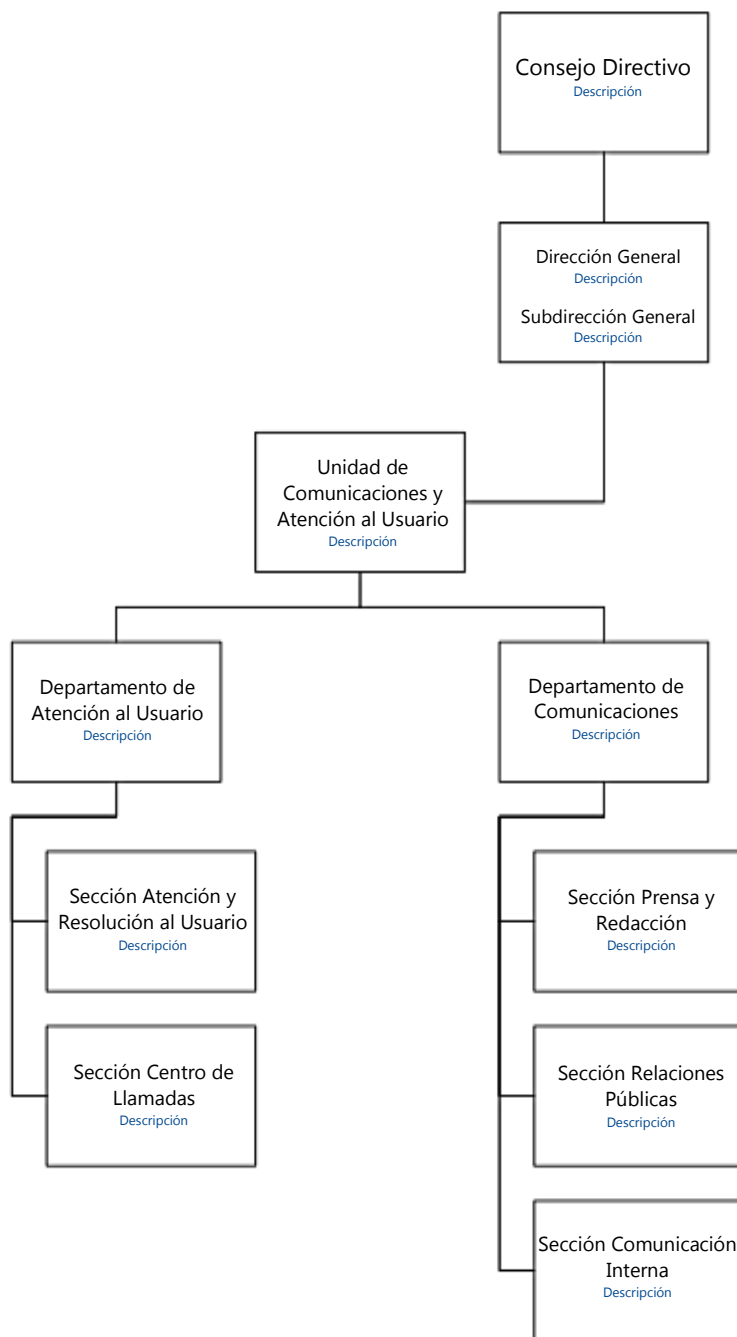 Consejo Directivo
Descripción
Dirección General
Descripción
Subdirección General
Descripción
Unidad de
Comunicaciones y
Atención al Usuario
Descripción
Departamento de
Atención al Usuario
Descripción
Departamento de
Comunicaciones
Descripción
Sección Atención y
Resolución al Usuario
Descripción
Sección Centro de
Llamadas
Descripción
Sección Prensa y
Redacción
Descripción
Sección Relaciones
Públicas
Descripción
Sección Comunicación
Interna
Descripción